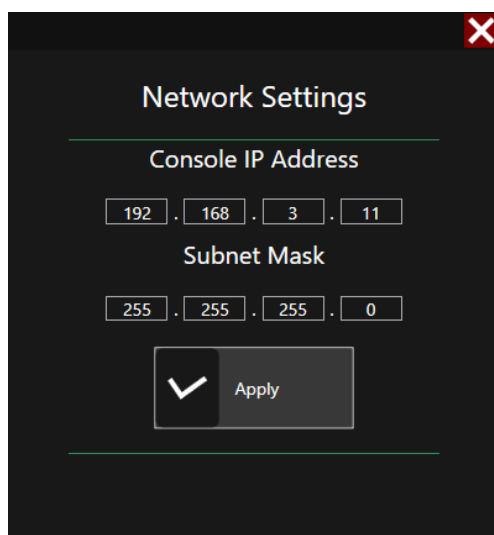 Network Settings
Console IP Address
192 . 168 . 3 . 11
Subnet Mask
255 . 255 . 255 . 0
Apply